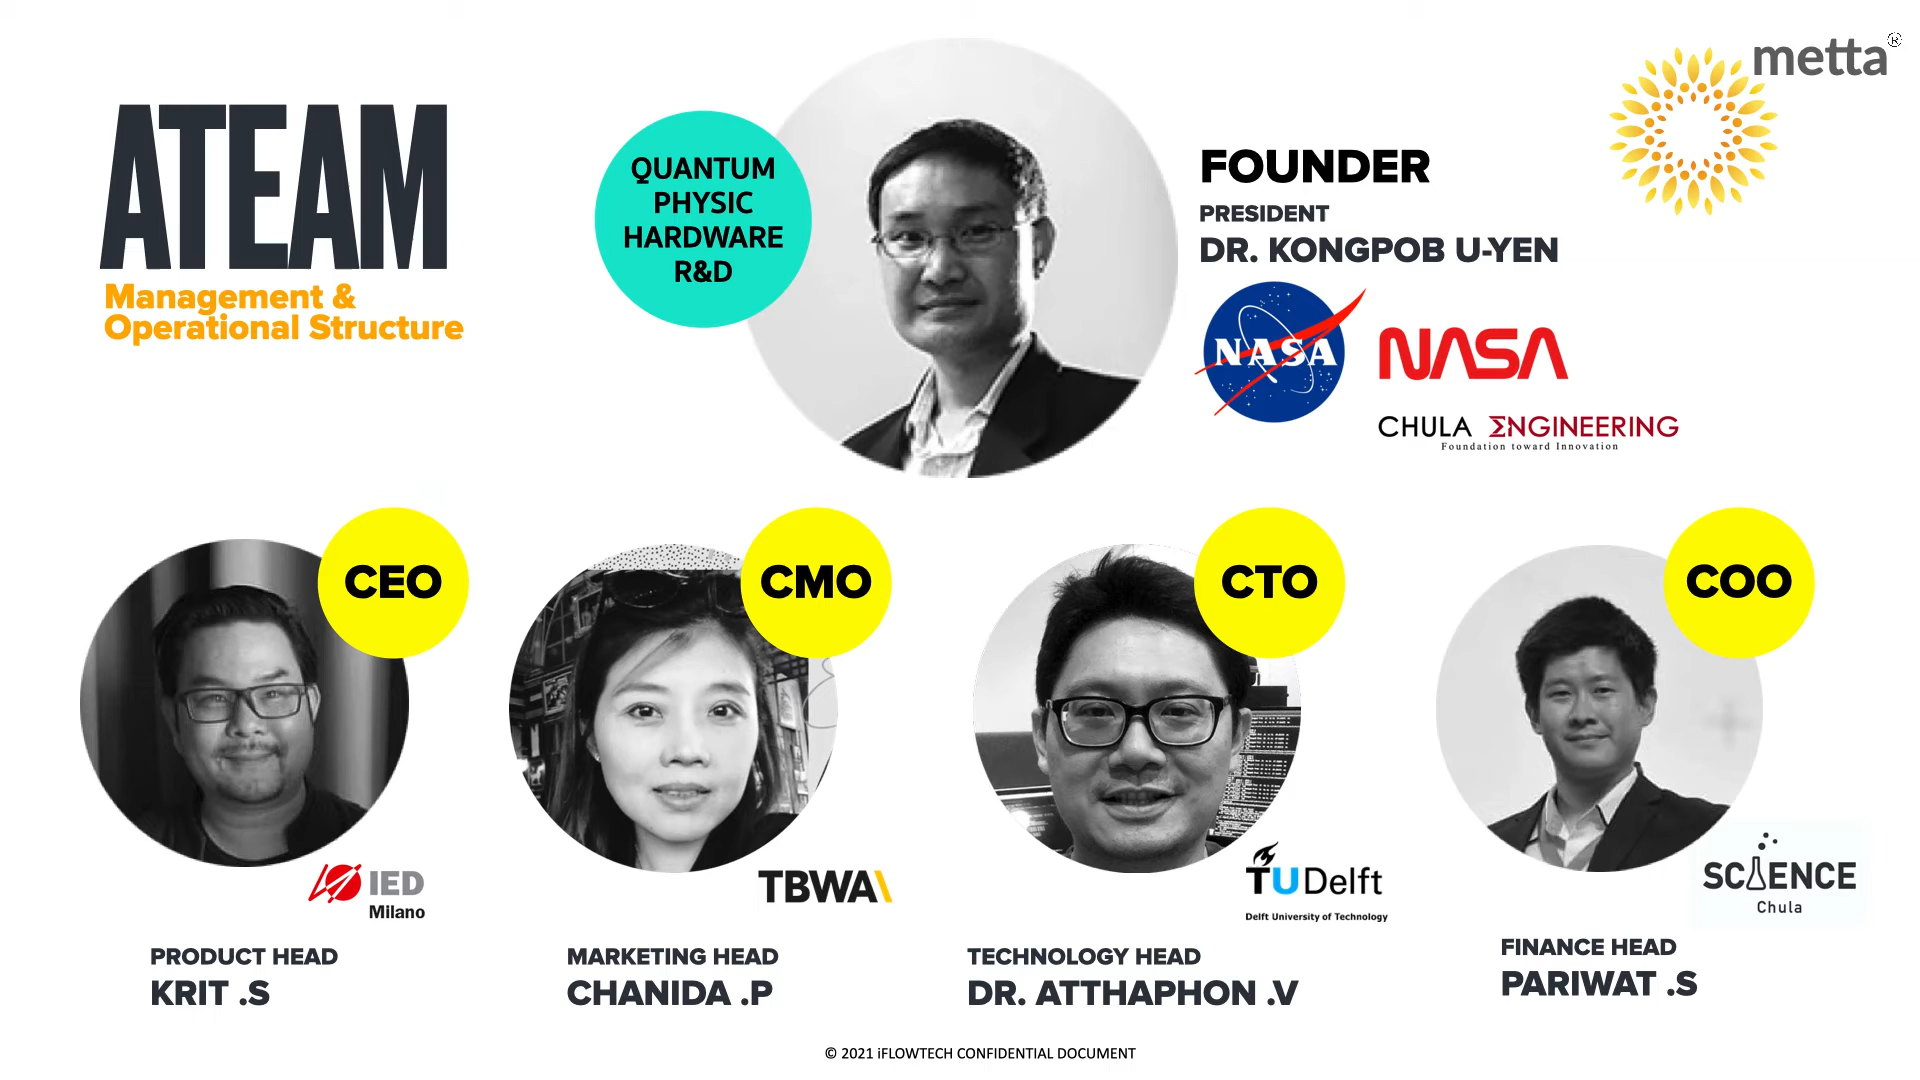 metta®
ATEAM
Management &
Operational Structure
QUANTUM
PHYSIC
HARDWARE
R&D
FOUNDER
PRESIDENT
DR. KONGPOB U-YEN
NASA
NASA
CHULA ΣNGINEERING
Foundation toward Innovation
CEO
CMO
CTO
COO
IED
Milano
TBWA\
TU Delft
Delft University of Technology
SCIENCE
Chula
PRODUCT HEAD
KRIT .S
MARKETING HEAD
CHANIDA .P
TECHNOLOGY HEAD
DR. ATTHAPHON .V
FINANCE HEAD
PARIWAT .S
© 2021 iFLOWTECH CONFIDENTIAL DOCUMENT